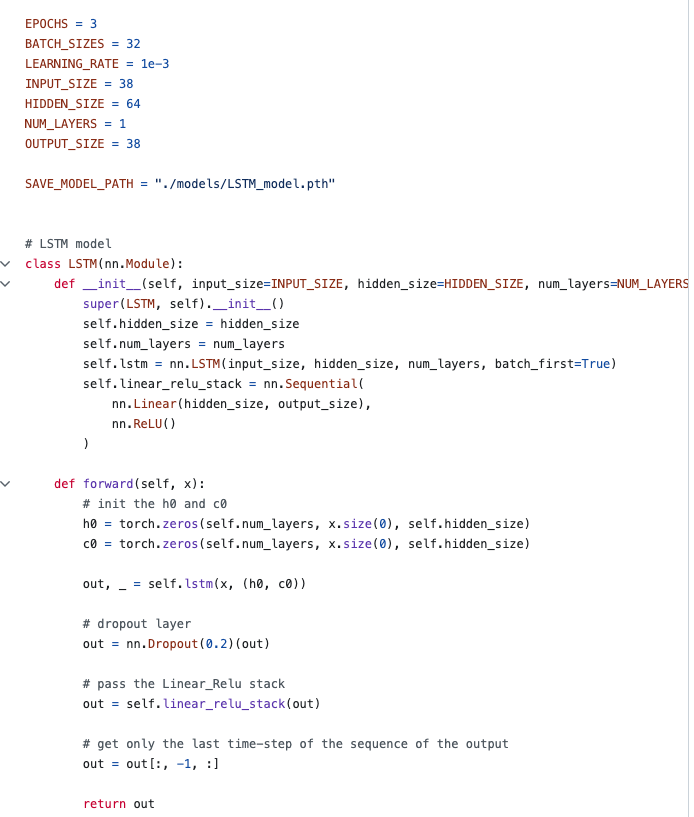 EPOCHS = 3
BATCH_SIZES = 32
LEARNING_RATE = 1e-3
INPUT_SIZE = 38
HIDDEN_SIZE = 64
NUM_LAYERS = 1
OUTPUT_SIZE = 38
SAVE_MODEL_PATH = "./models/LSTM_model.pth"
# LSTM model
class LSTM(nn.Module):
    def __init__(self, input_size=INPUT_SIZE, hidden_size=HIDDEN_SIZE, num_layers=NUM_LAYERS
        super(LSTM, self).__init__()
        self.hidden_size = hidden_size
        self.num_layers = num_layers
        self.lstm = nn.LSTM(input_size, hidden_size, num_layers, batch_first=True)
        self.linear_relu_stack = nn.Sequential(
            nn.Linear(hidden_size, output_size),
            nn.ReLU()
        )
    def forward(self, x):
        # init the h0 and c0
        h0 = torch.zeros(self.num_layers, x.size(0), self.hidden_size)
        c0 = torch.zeros(self.num_layers, x.size(0), self.hidden_size)
        out, _ = self.lstm(x, (h0, c0))
        # dropout layer
        out = nn.Dropout(0.2)(out)
        # pass the Linear_Relu stack
        out = self.linear_relu_stack(out)
        # get only the last time-step of the sequence of the output
        out = out[:, -1, :]
        return out